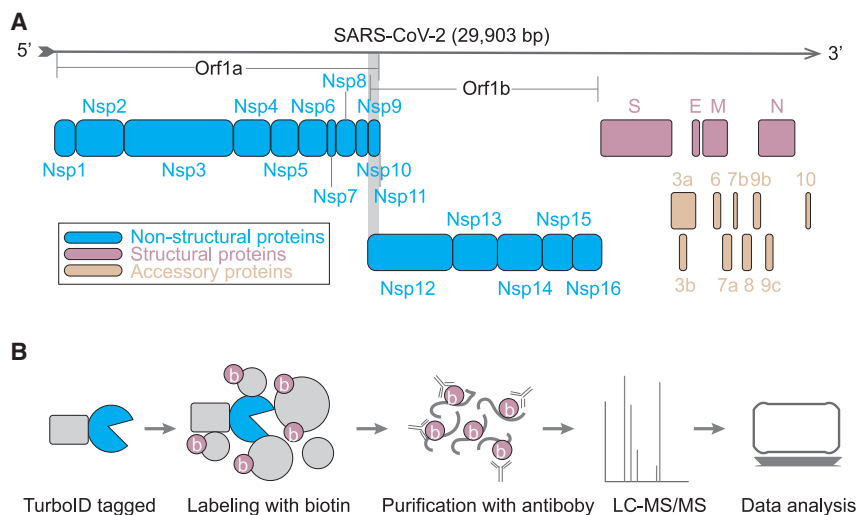 A
SARS-CoV-2 (29,903 bp)
5’
3’
Orf1a
Orf1b
Nsp8
Nsp2 Nsp4 Nsp6 Nsp9
S E M N
Nsp1 Nsp3 Nsp5 Nsp10
Nsp7 Nsp11
3a 6 7b 9b 10
Nsp13 Nsp15
Non-structural proteins
Structural proteins
Accessory proteins
Nsp12 Nsp14 Nsp16
3b 7a 8 9c
B
b
b
b
b
b
b
b
b
b
b
TurboID tagged
Labeling with biotin
Purification with antiboby
LC-MS/MS
Data analysis